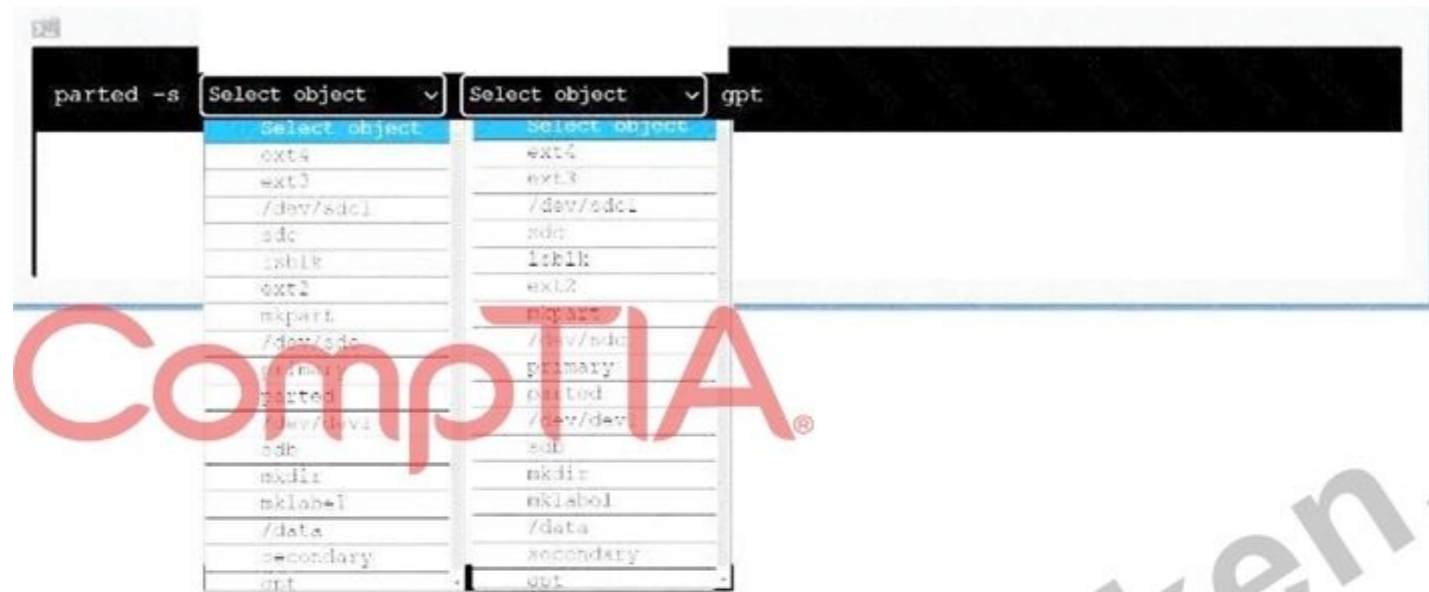 parted -s Select object Select object gpt
Select object Select object
ext4 ext4
ext3 ext3
/dev/sdc1 /dev/sdc1
sdc sdc
lsblk lsblk
ext2 ext2
mkpart mkpart
/dev/sdc /dev/sdc
primary primary
parted parted
/dev/dev1 /dev/dev1
sdb sdb
mkdir mkdir
mklabel mklabel
/data /data
secondary secondary
gpt gpt
CompTIA®